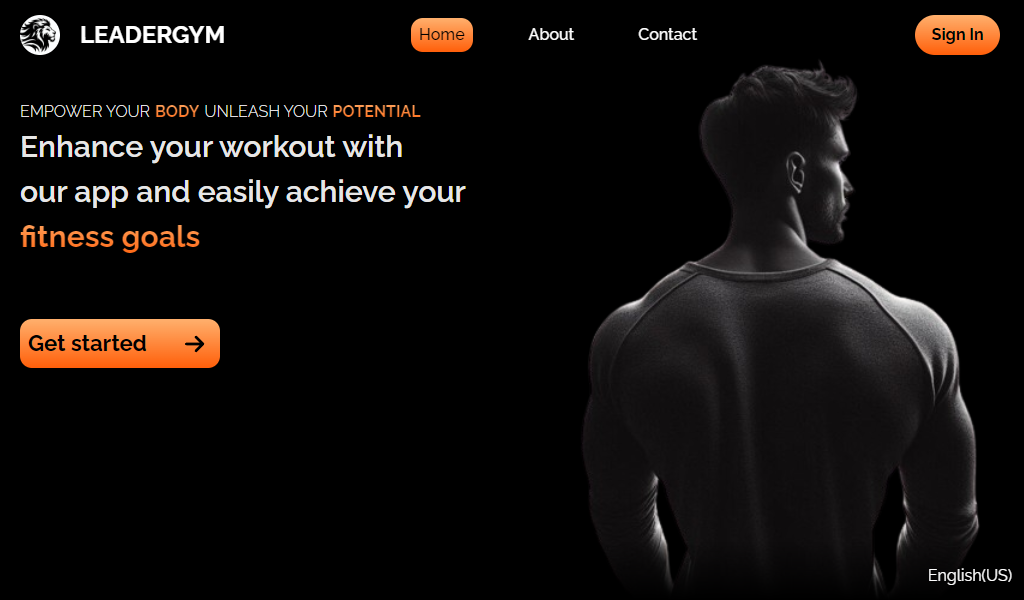 LEADERGYM
Home
About
Contact
Sign In
EMPOWER YOUR BODY UNLEASH YOUR POTENTIAL
Enhance your workout with
our app and easily achieve your
fitness goals
Get started
English(US)